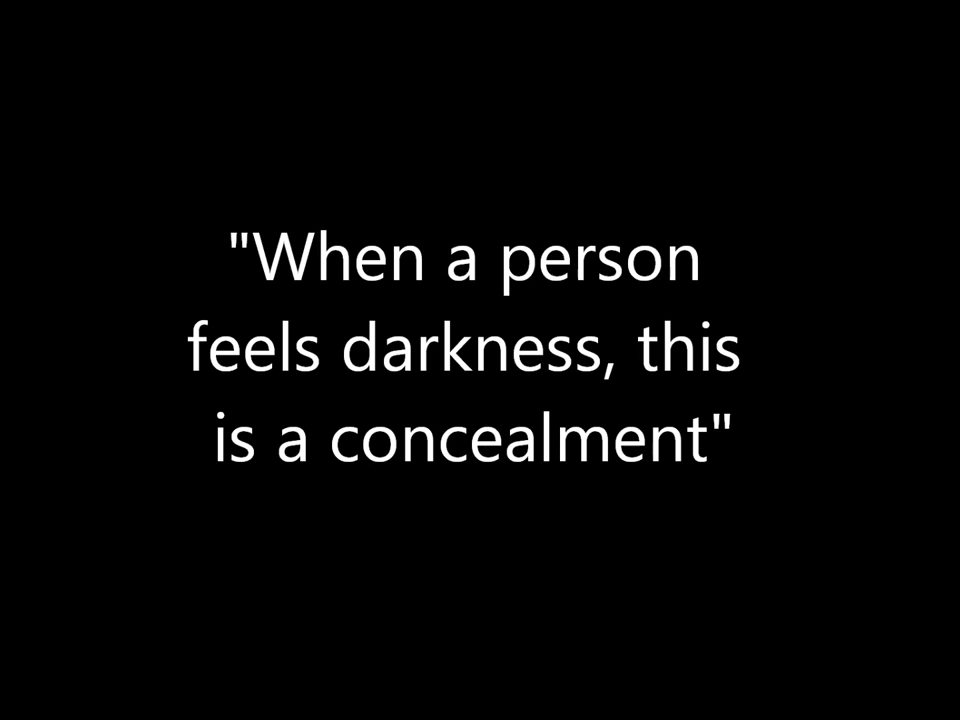 "When a person
feels darkness, this
is a concealment"